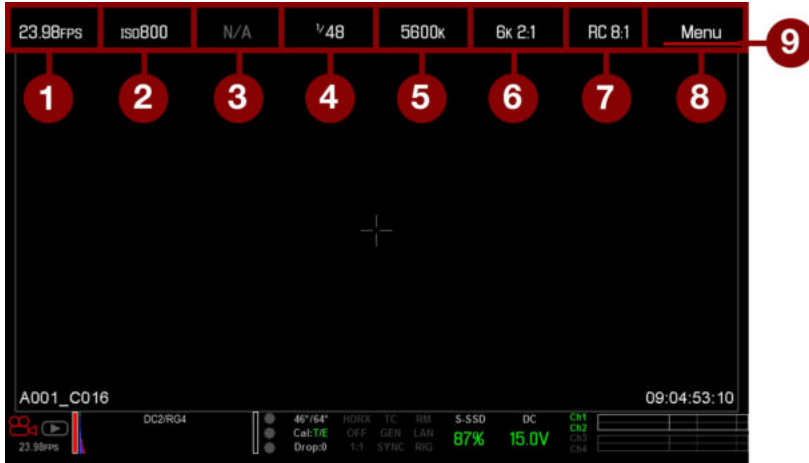 23.98FPS ISO800 N/A 1/48 5600K 6K 2:1 RC 8:1 Menu 9
1 2 3 4 5 6 7 8
A001_C016 09:04:53:10
DC2/RG4 46°/64° HDRX TC RM S-SSD DC Ch1
Cal:T/E OFF GEN LAN 87% 15.0V Ch2
23.98FPS Drop:0 1:1 SYNC RIG Ch3
Ch4